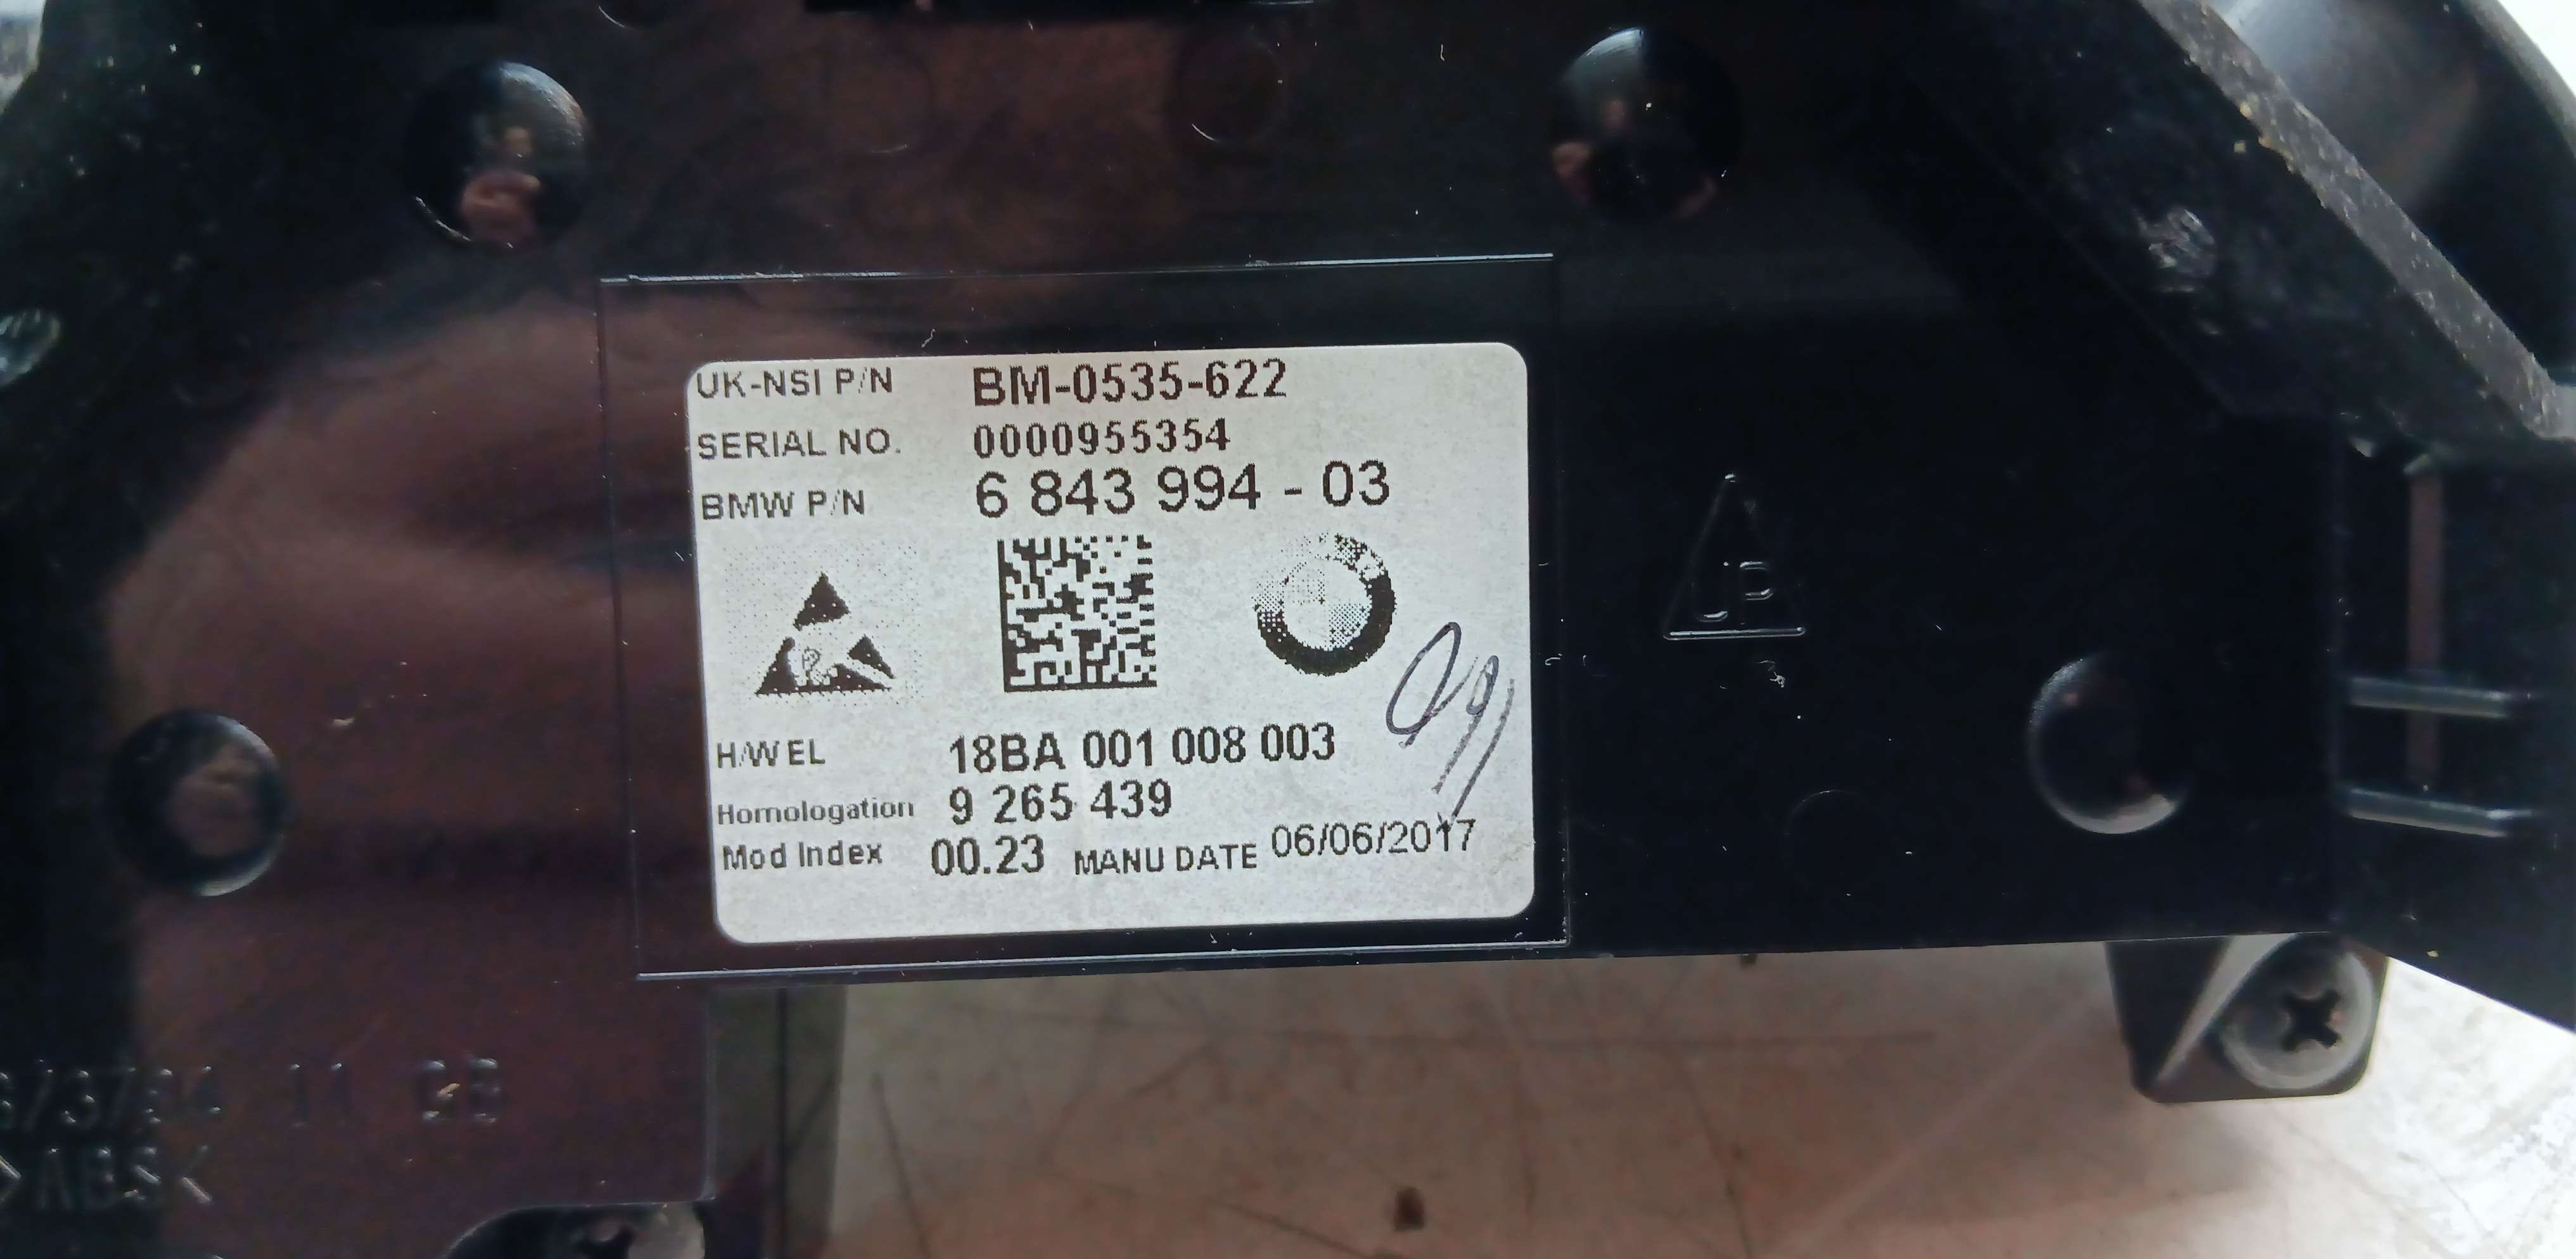 UK-NSI P/N BM-0535-622
SERIAL NO. 0000955354
BMW P/N 6 843 994 - 03
H/W EL 18BA 001 008 003
Homologation 9 265 439
Mod Index 00.23 MANU DATE 06/06/2017
>ABS<